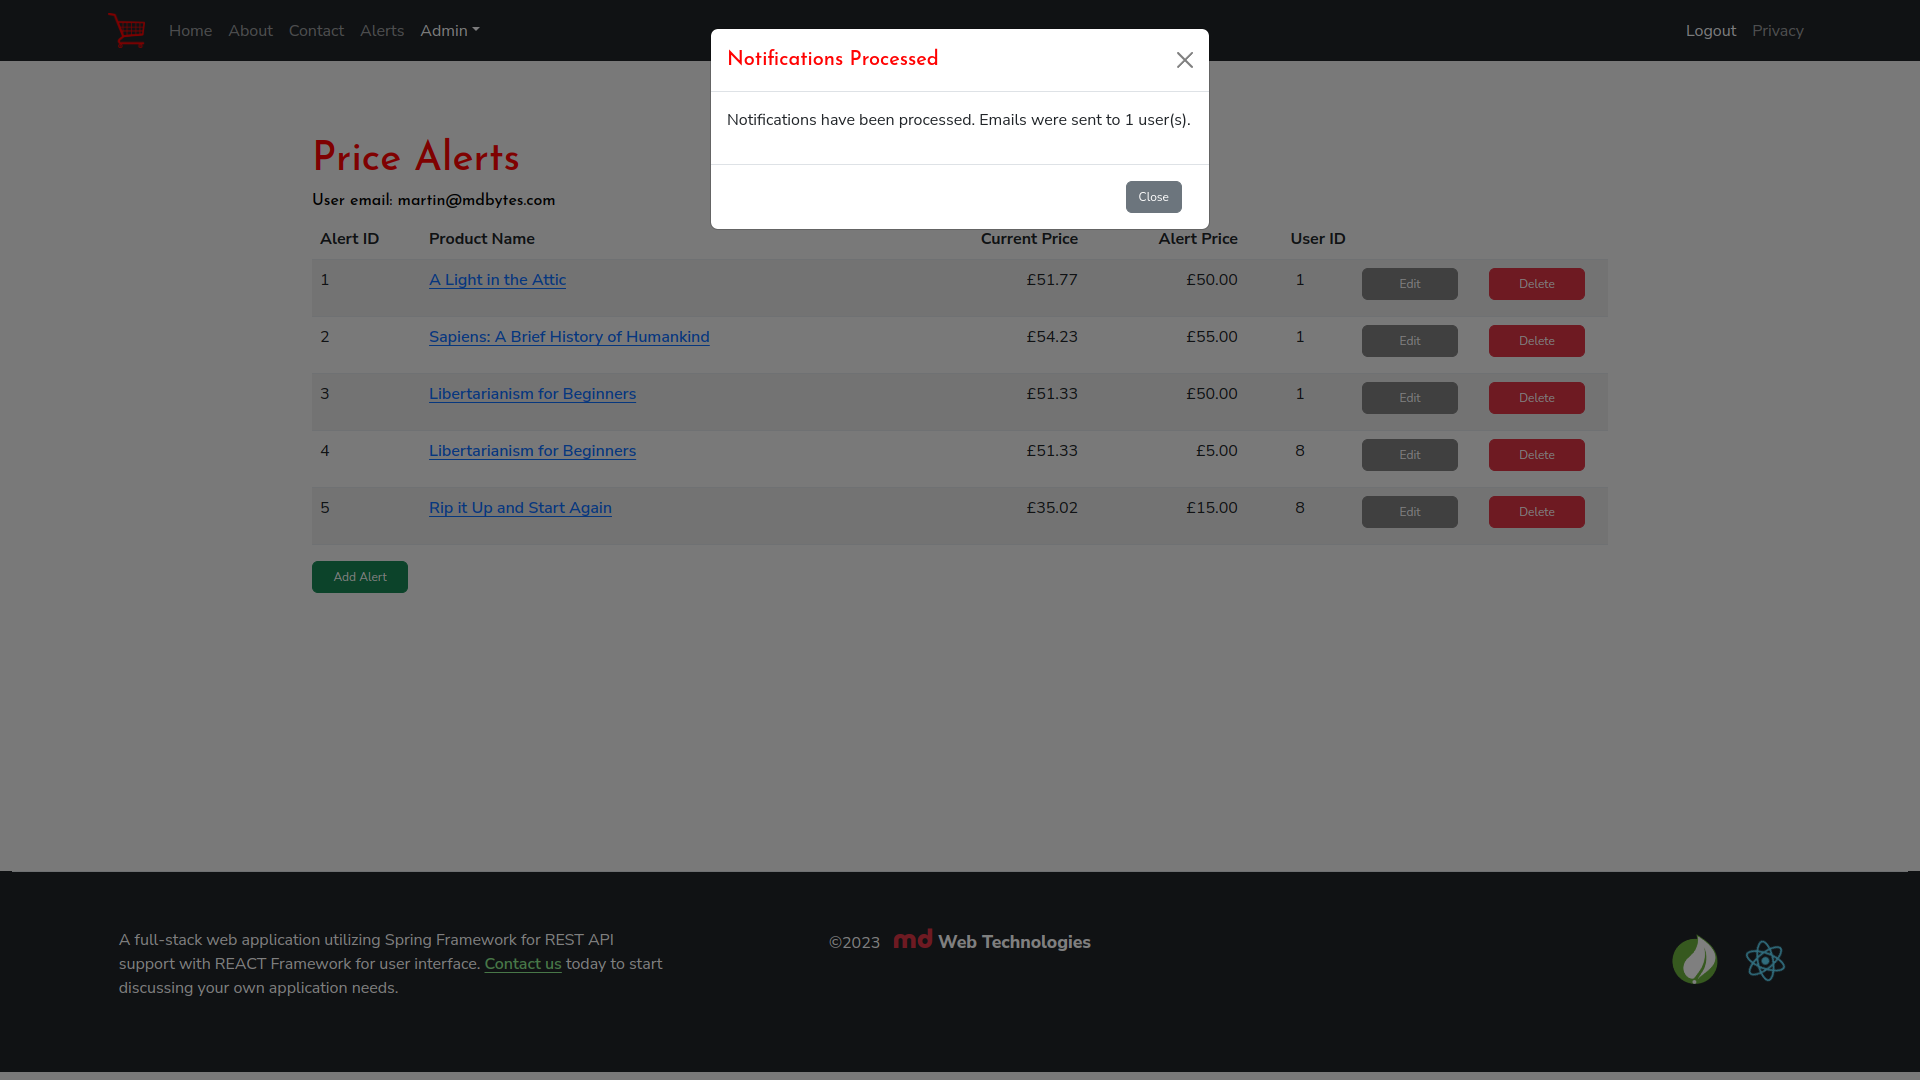 Home About Contact Alerts Admin Logout Privacy
Notifications Processed
Notifications have been processed. Emails were sent to 1 user(s).
Close
Price Alerts
User email: martin@mdbytes.com
Alert ID Product Name Current Price Alert Price User ID
1 A Light in the Attic £51.77 £50.00 1 Edit Delete
2 Sapiens: A Brief History of Humankind £54.23 £55.00 1 Edit Delete
3 Libertarianism for Beginners £51.33 £50.00 1 Edit Delete
4 Libertarianism for Beginners £51.33 £5.00 8 Edit Delete
5 Rip it Up and Start Again £35.02 £15.00 8 Edit Delete
Add Alert
A full-stack web application utilizing Spring Framework for REST API
support with REACT Framework for user interface. Contact us today to start
discussing your own application needs.
©2023 md Web Technologies